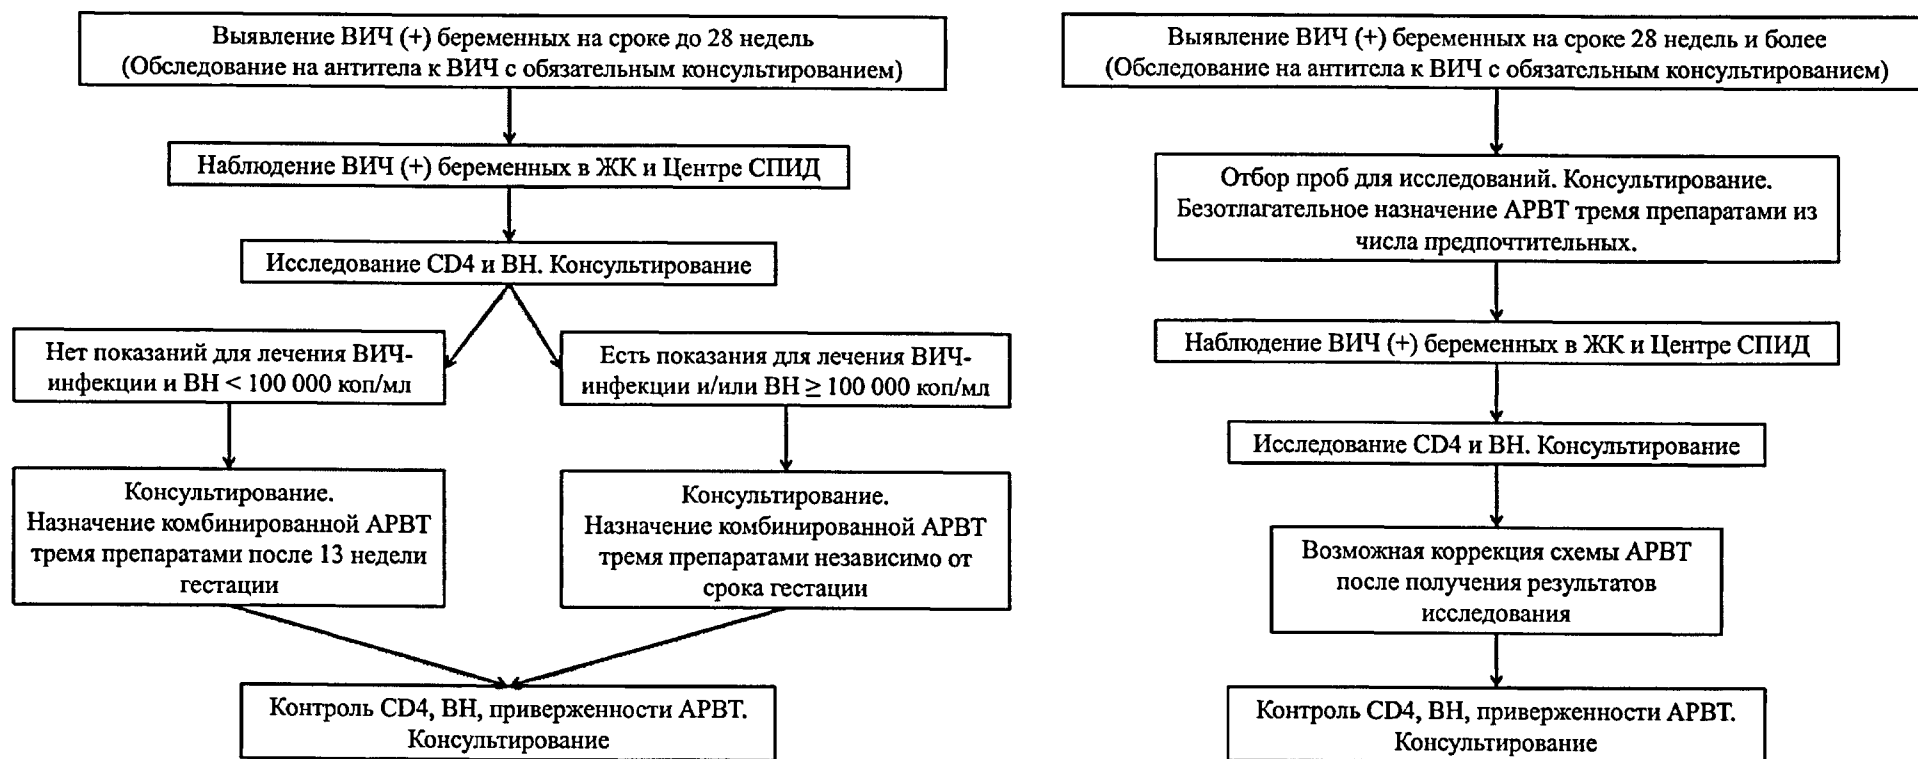 Выявление ВИЧ (+) беременных на сроке до 28 недель
(Обследование на антитела к ВИЧ с обязательным консультированием)
Наблюдение ВИЧ (+) беременных в ЖК и Центре СПИД
Исследование CD4 и ВН. Консультирование
Нет показаний для лечения ВИЧ-
инфекции и ВН < 100 000 коп/мл
Есть показания для лечения ВИЧ-
инфекции и/или ВН ≥ 100 000 коп/мл
Консультирование.
Назначение комбинированной АРВТ
тремя препаратами после 13 недели
гестации
Консультирование.
Назначение комбинированной АРВТ
тремя препаратами независимо от
срока гестации
Контроль CD4, ВН, приверженности АРВТ.
Консультирование
Выявление ВИЧ (+) беременных на сроке 28 недель и более
(Обследование на антитела к ВИЧ с обязательным консультированием)
Отбор проб для исследований. Консультирование.
Безотлагательное назначение АРВТ тремя препаратами из
числа предпочтительных.
Наблюдение ВИЧ (+) беременных в ЖК и Центре СПИД
Исследование CD4 и ВН. Консультирование
Возможная коррекция схемы АРВТ
после получения результатов
исследования
Контроль CD4, ВН, приверженности АРВТ.
Консультирование